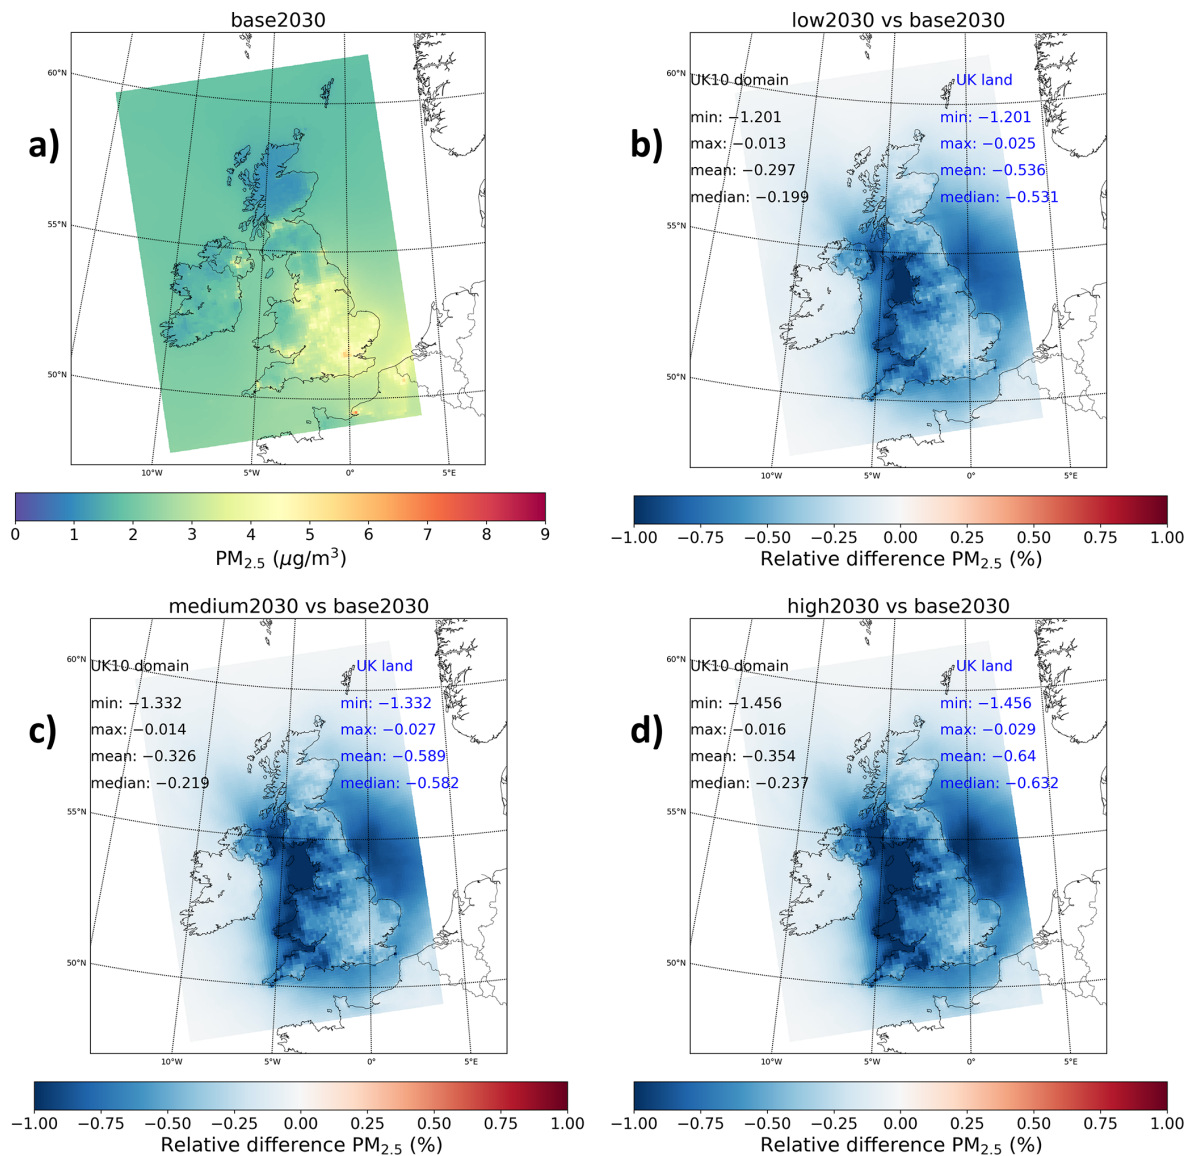 base2030
a)
60°N
55°N
50°N
10°W 5°W 0° 5°E
0 1 2 3 4 5 6 7 8 9
PM2.5 (μg/m3)
low2030 vs base2030
b)
UK10 domain
min: −1.201
max: −0.013
mean: −0.297
median: −0.199
UK land
min: −1.201
max: −0.025
mean: −0.536
median: −0.531
60°N
55°N
50°N
10°W 5°W 0° 5°E
−1.00 −0.75 −0.50 −0.25 0.00 0.25 0.50 0.75 1.00
Relative difference PM2.5 (%)
medium2030 vs base2030
c)
UK10 domain
min: −1.332
max: −0.014
mean: −0.326
median: −0.219
UK land
min: −1.332
max: −0.027
mean: −0.589
median: −0.582
60°N
55°N
50°N
10°W 5°W 0° 5°E
−1.00 −0.75 −0.50 −0.25 0.00 0.25 0.50 0.75 1.00
Relative difference PM2.5 (%)
high2030 vs base2030
d)
UK10 domain
min: −1.456
max: −0.016
mean: −0.354
median: −0.237
UK land
min: −1.456
max: −0.029
mean: −0.64
median: −0.632
60°N
55°N
50°N
10°W 5°W 0° 5°E
−1.00 −0.75 −0.50 −0.25 0.00 0.25 0.50 0.75 1.00
Relative difference PM2.5 (%)